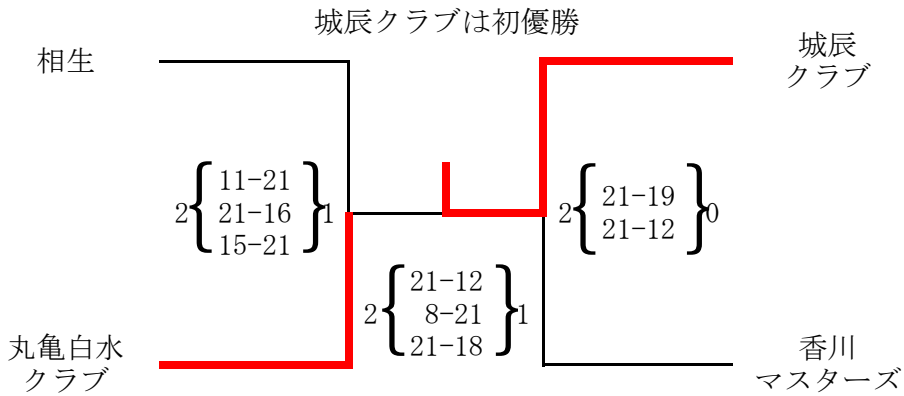 城辰クラブは初優勝
相生
城辰
クラブ
2 11-21 1
21-16
15-21
2 21-19 0
21-12
2 21-12 1
8-21
21-18
丸亀白水
クラブ
香川
マスターズ